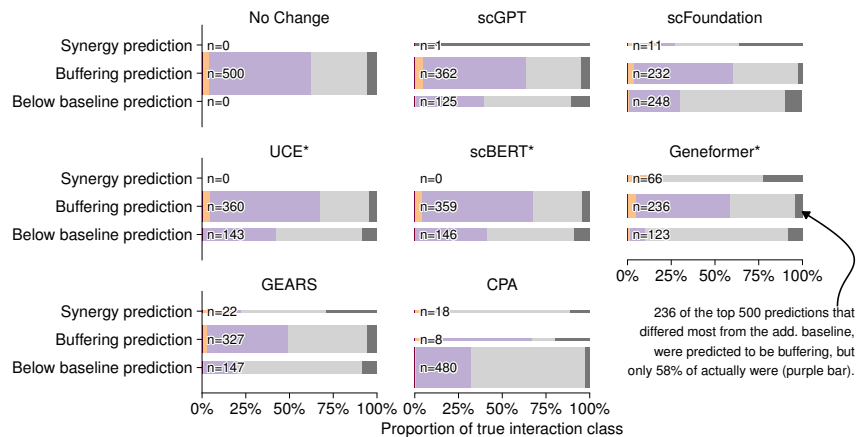 No Change
scGPT
scFoundation
Synergy prediction
n=0
n=1
n=11
Buffering prediction
n=500
n=362
n=232
Below baseline prediction
n=0
n=125
n=248
UCE*
scBERT*
Geneformer*
Synergy prediction
n=0
n=0
n=66
Buffering prediction
n=360
n=359
n=236
Below baseline prediction
n=143
n=146
n=123
0% 25% 50% 75% 100%
GEARS
CPA
Synergy prediction
n=22
n=18
Buffering prediction
n=327
n=8
Below baseline prediction
n=147
n=480
0% 25% 50% 75% 100%
0% 25% 50% 75% 100%
Proportion of true interaction class
236 of the top 500 predictions that
differed most from the add. baseline,
were predicted to be buffering, but
only 58% of actually were (purple bar).